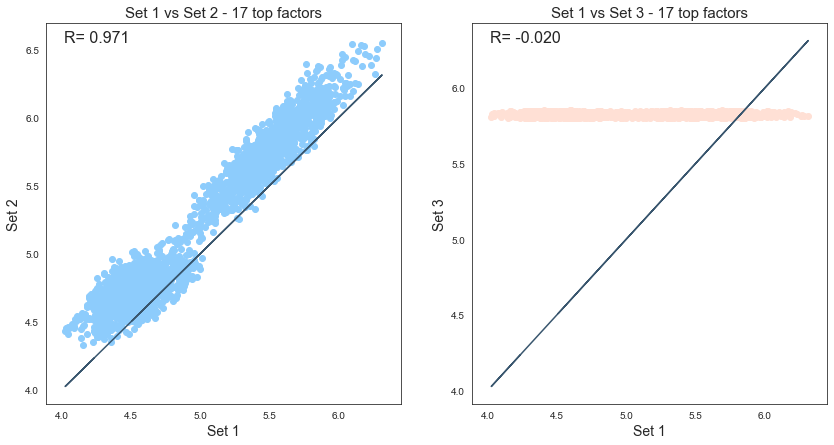 Set 1 vs Set 2 - 17 top factors
R= 0.971
6.5
6.0
5.5
5.0
4.5
4.0
Set 2
4.0 4.5 5.0 5.5 6.0
Set 1
Set 1 vs Set 3 - 17 top factors
R= -0.020
6.0
5.5
5.0
4.5
4.0
Set 3
4.0 4.5 5.0 5.5 6.0
Set 1